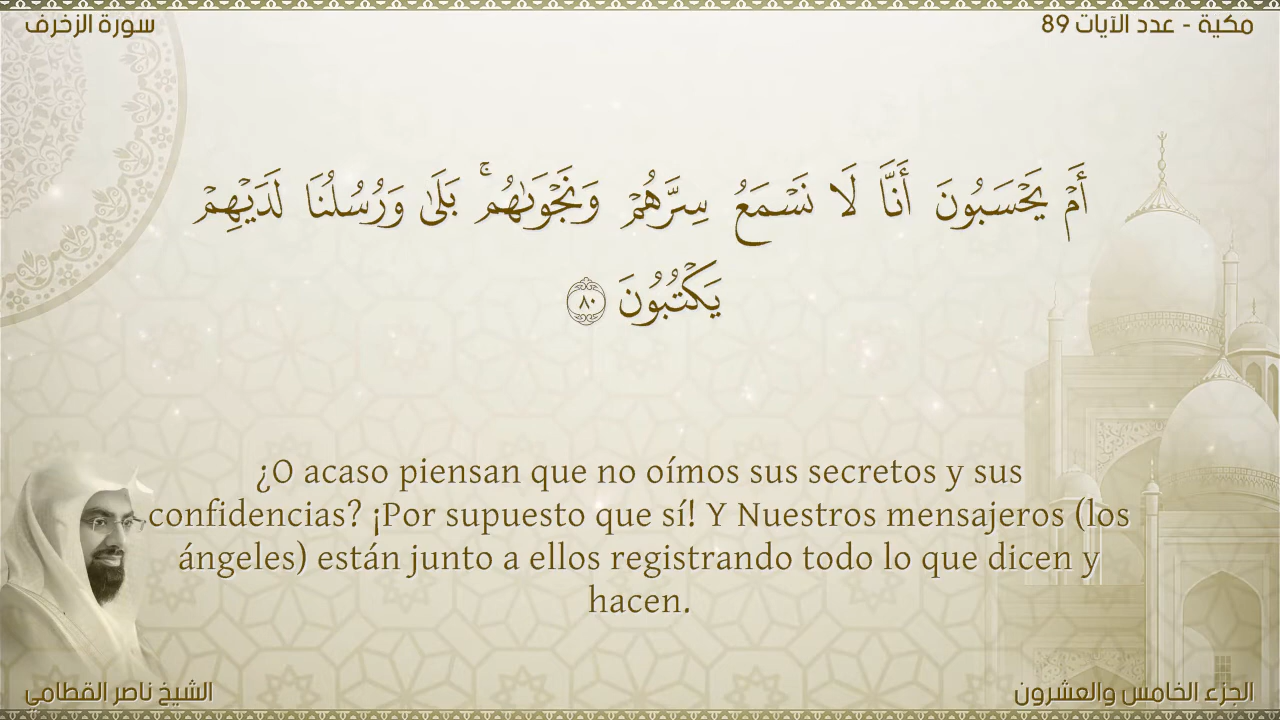 سورة الزخرف
مكية - عدد الآيات 89
أَمْ يَحْسَبُونَ أَنَّا لَا نَسْمَعُ سِرَّهُمْ وَنَجْوَىٰهُم ۚ بَلَىٰ وَرُسُلُنَا لَدَيْهِمْ
يَكْتُبُونَ ٨٠
¿O acaso piensan que no oímos sus secretos y sus
confidencias? ¡Por supuesto que sí! Y Nuestros mensajeros (los
ángeles) están junto a ellos registrando todo lo que dicen y
hacen.
الشيخ ناصر القطامي
الجزء الخامس والعشرون